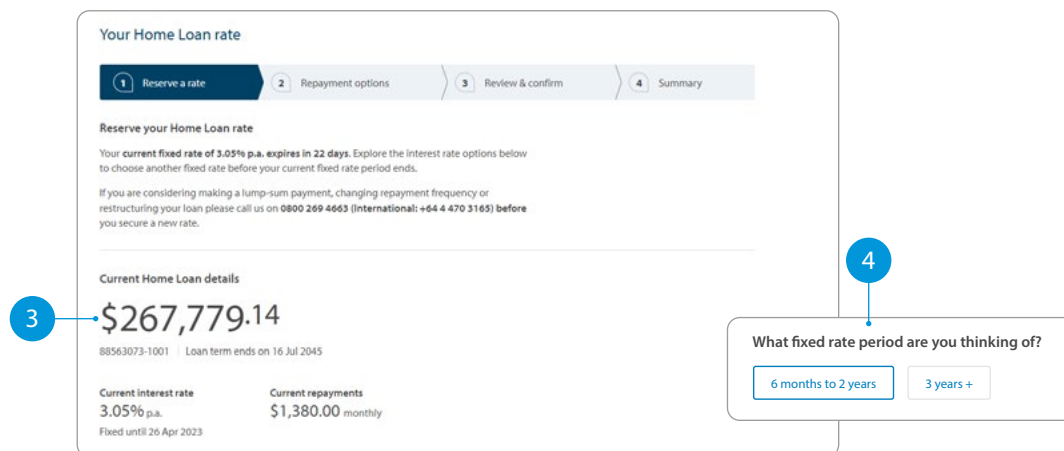 Your Home Loan rate
1 Reserve a rate 2 Repayment options 3 Review & confirm 4 Summary
Reserve your Home Loan rate
Your current fixed rate of 3.05% p.a. expires in 22 days. Explore the interest rate options below
to choose another fixed rate before your current fixed rate period ends.
If you are considering making a lump-sum payment, changing repayment frequency or
restructuring your loan please call us on 0800 269 4663 (International: +64 4 470 3165) before
you secure a new rate.
Current Home Loan details
3 $267,779.14
88563073-1001 | Loan term ends on 16 Jul 2045
Current interest rate Current repayments
3.05% p.a. $1,380.00 monthly
Fixed until 26 Apr 2023
4
What fixed rate period are you thinking of?
6 months to 2 years 3 years +